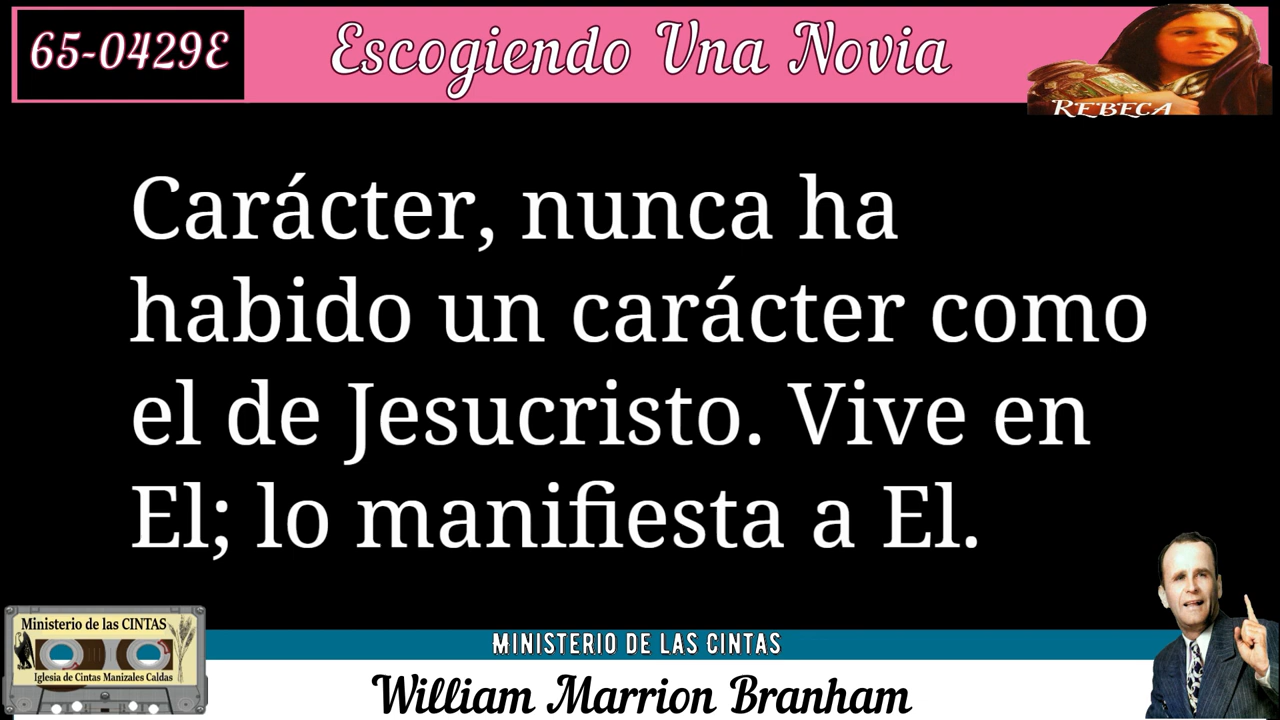 65-0429E
Escogiendo Una Novia
REBECA
Carácter, nunca ha
habido un carácter como
el de Jesucristo. Vive en
El; lo manifiesta a El.
Ministerio de las CINTAS
Iglesia de Cintas Manizales Caldas
MINISTERIO DE LAS CINTAS
William Marrion Branham